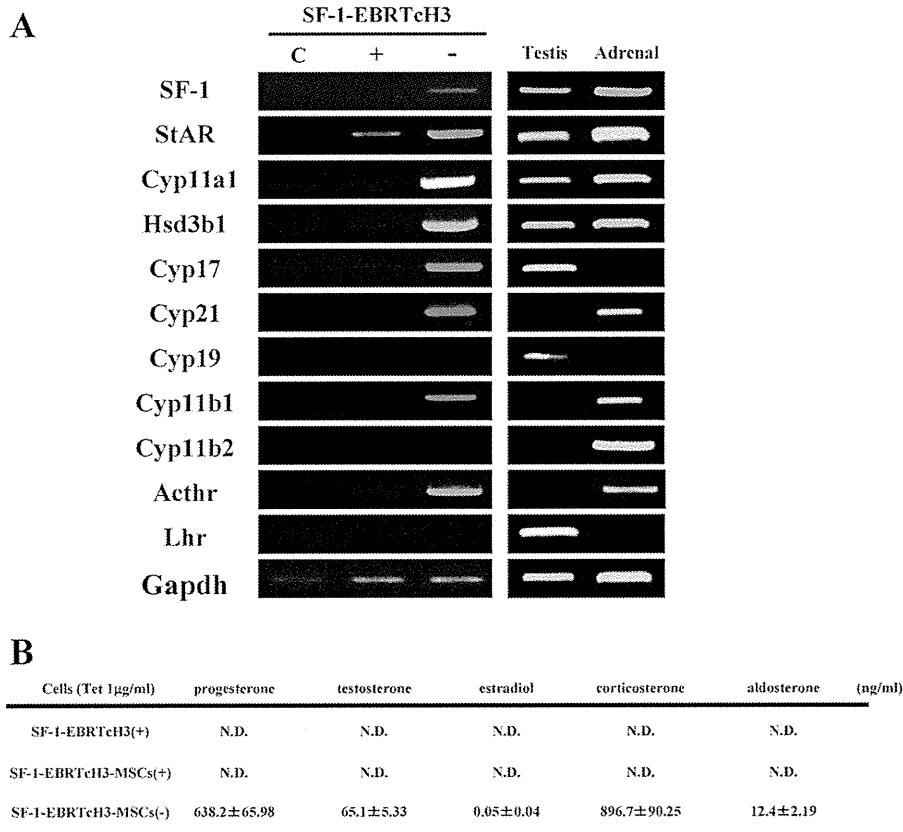 A
SF-1-EBRTcH3
C + - Testis Adrenal
SF-1
StAR
Cyp11a1
Hsd3b1
Cyp17
Cyp21
Cyp19
Cyp11b1
Cyp11b2
Acthr
Lhr
Gapdh
B
Cells (Tet 1µg/ml) progesterone testosterone estradiol corticosterone aldosterone (ng/ml)
SF-1-EBRTcH3(+) N.D. N.D. N.D. N.D. N.D.
SF-1-EBRTcH3-MSCs(+) N.D. N.D. N.D. N.D. N.D.
SF-1-EBRTcH3-MSCs(-) 638.2±65.98 65.1±5.33 0.05±0.04 896.7±90.25 12.4±2.19